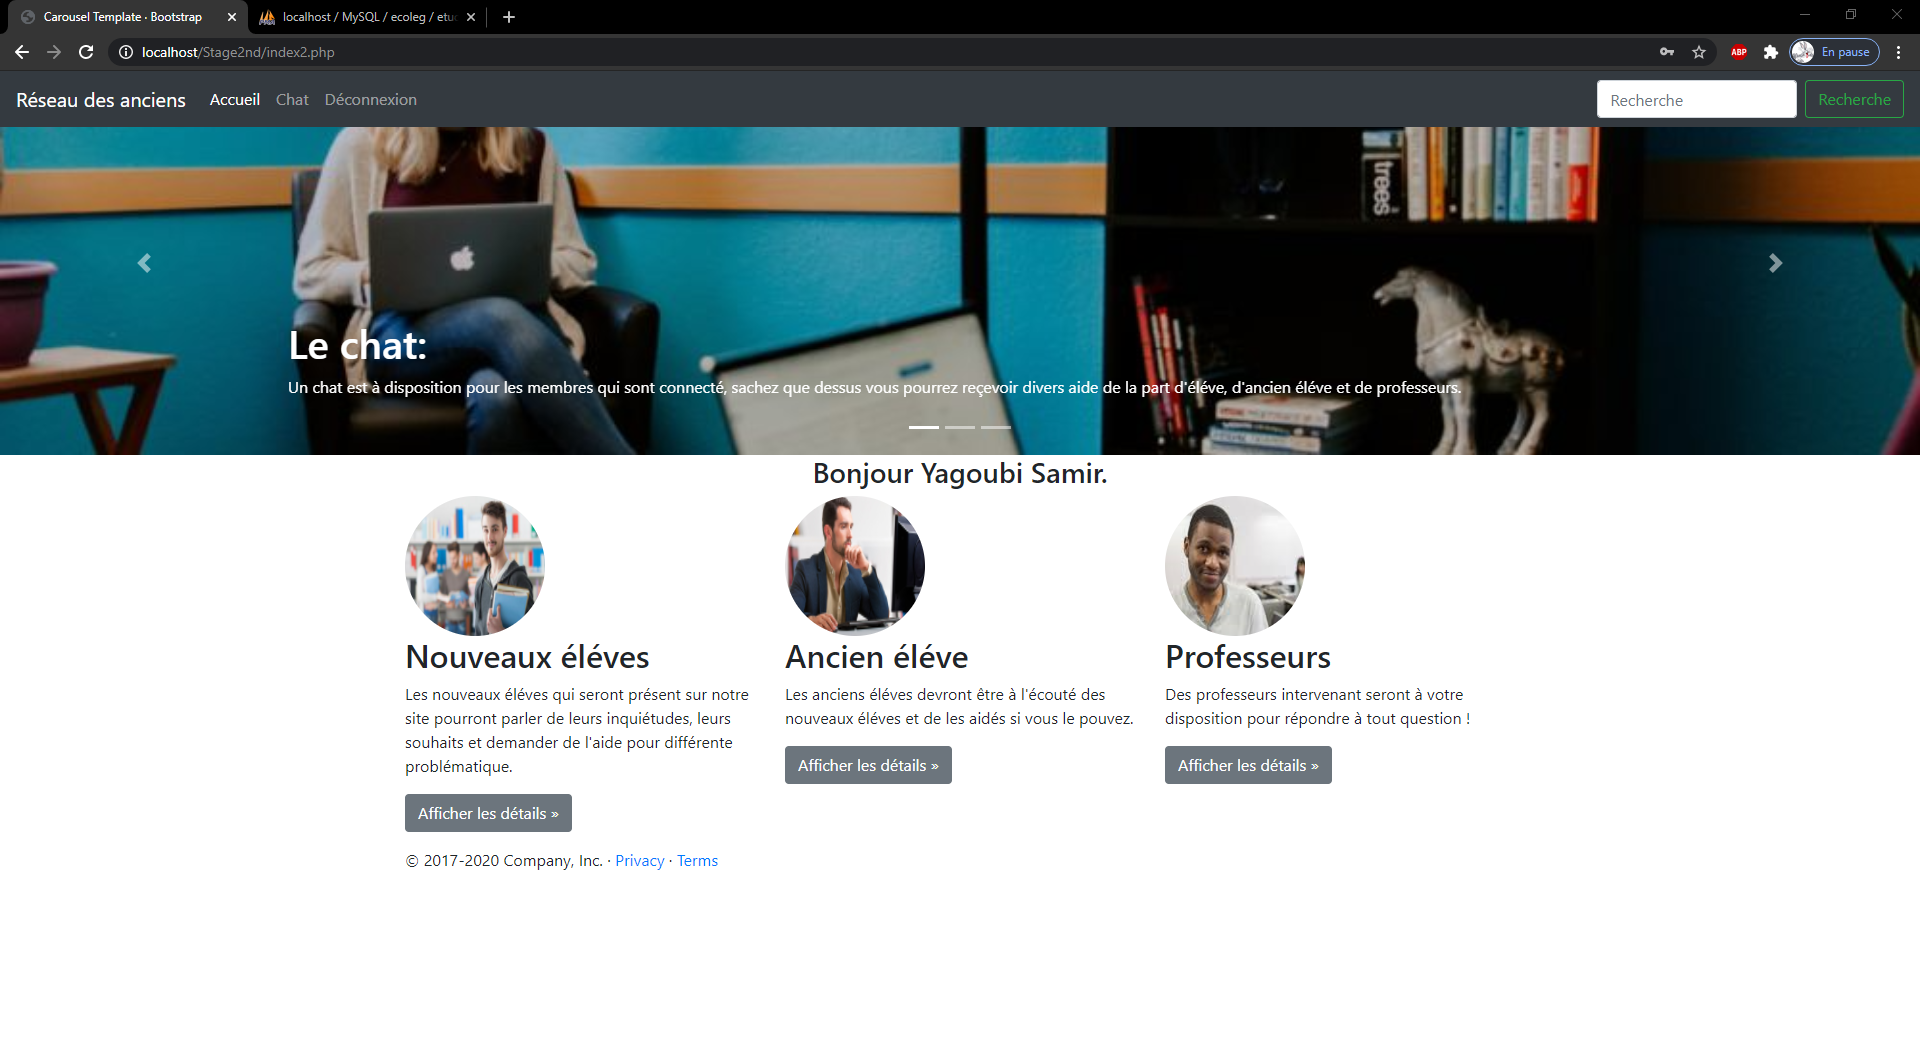 Carousel Template · Bootstrap
localhost / MySQL / ecoleg / etu
localhost/Stage2nd/index2.php
ABP
En pause
Réseau des anciens Accueil Chat Déconnexion
Recherche
Recherche
trees
Le chat:
Un chat est à disposition pour les membres qui sont connecté, sachez que dessus vous pourrez reçevoir divers aide de la part d'éléve, d'ancien éléve et de professeurs.
Bonjour Yagoubi Samir.
Nouveaux éléves
Les nouveaux éléves qui seront présent sur notre
site pourront parler de leurs inquiétudes, leurs
souhaits et demander de l'aide pour différente
problématique.
Afficher les détails »
Ancien éléve
Les anciens éléves devront être à l'écouté des
nouveaux éléves et de les aidés si vous le pouvez.
Afficher les détails »
Professeurs
Des professeurs intervenant seront à votre
disposition pour répondre à tout question !
Afficher les détails »
© 2017-2020 Company, Inc. · Privacy · Terms